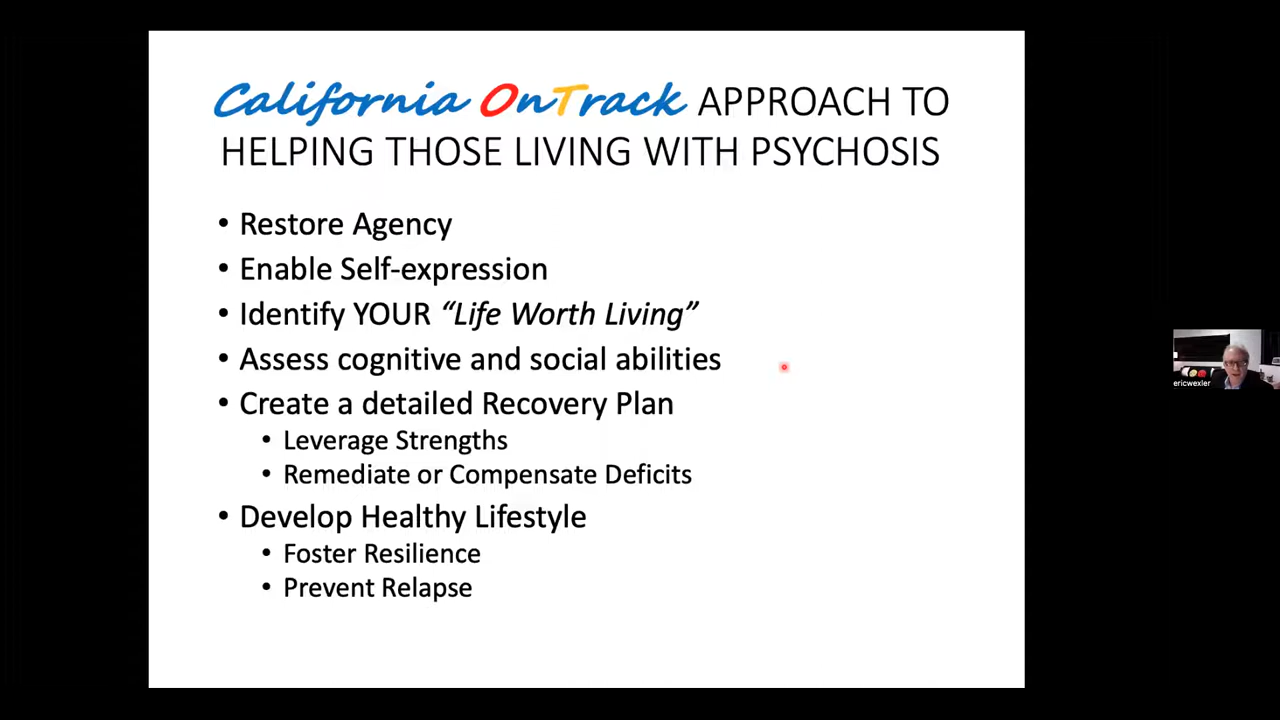 California OnTrack APPROACH TO
HELPING THOSE LIVING WITH PSYCHOSIS
• Restore Agency
• Enable Self-expression
• Identify YOUR “Life Worth Living”
• Assess cognitive and social abilities
• Create a detailed Recovery Plan
• Leverage Strengths
• Remediate or Compensate Deficits
• Develop Healthy Lifestyle
• Foster Resilience
• Prevent Relapse
ericwexler